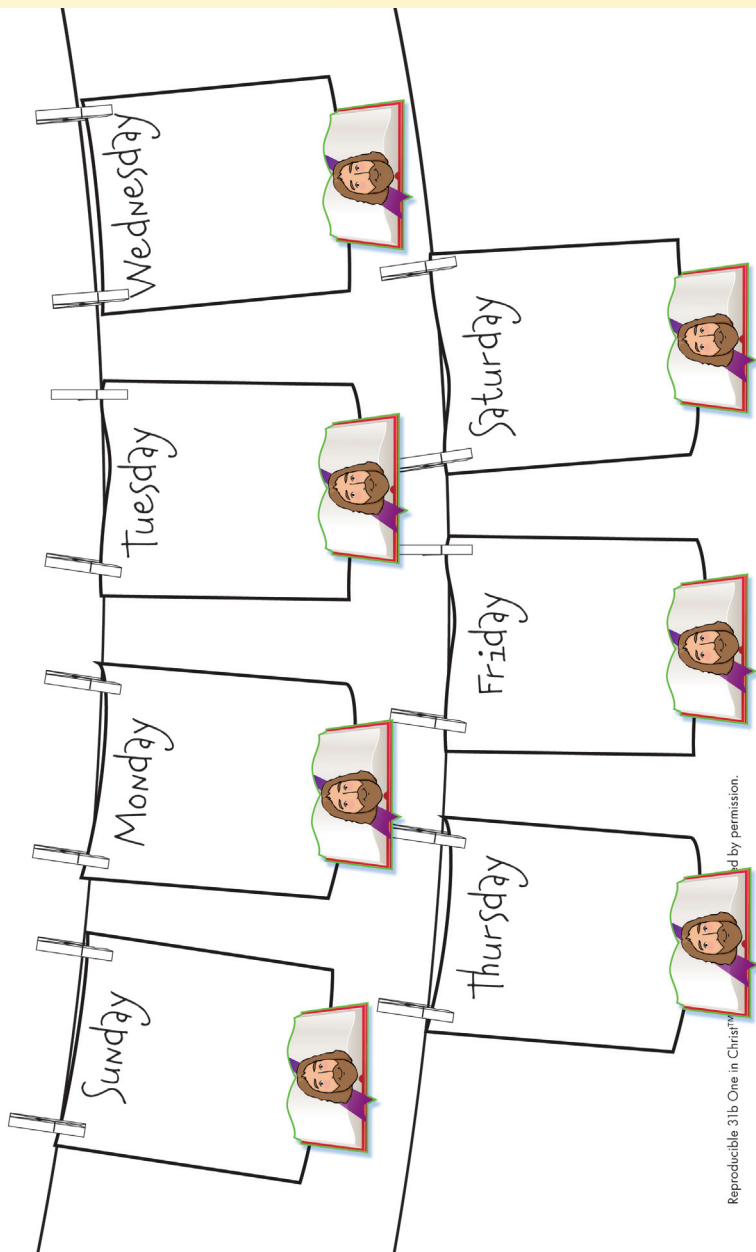 Sunday
Monday
Tuesday
Wednesday
Thursday
Friday
Saturday
Reproducible 31b One in Christ™ by permission.